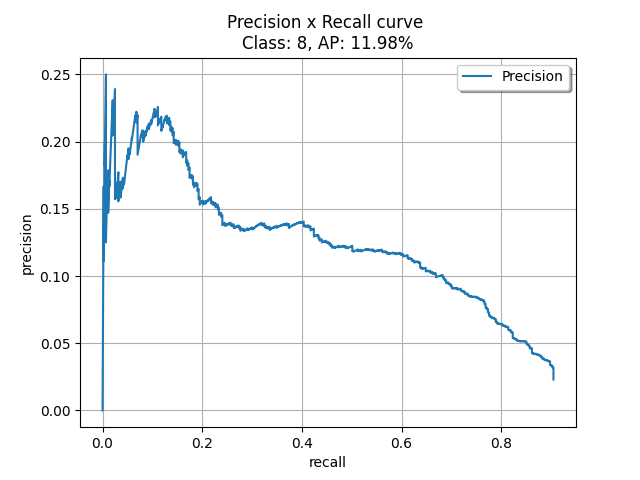 Precision x Recall curve
Class: 8, AP: 11.98%
Precision
0.25
0.20
0.15
0.10
0.05
0.00
precision
0.0 0.2 0.4 0.6 0.8
recall